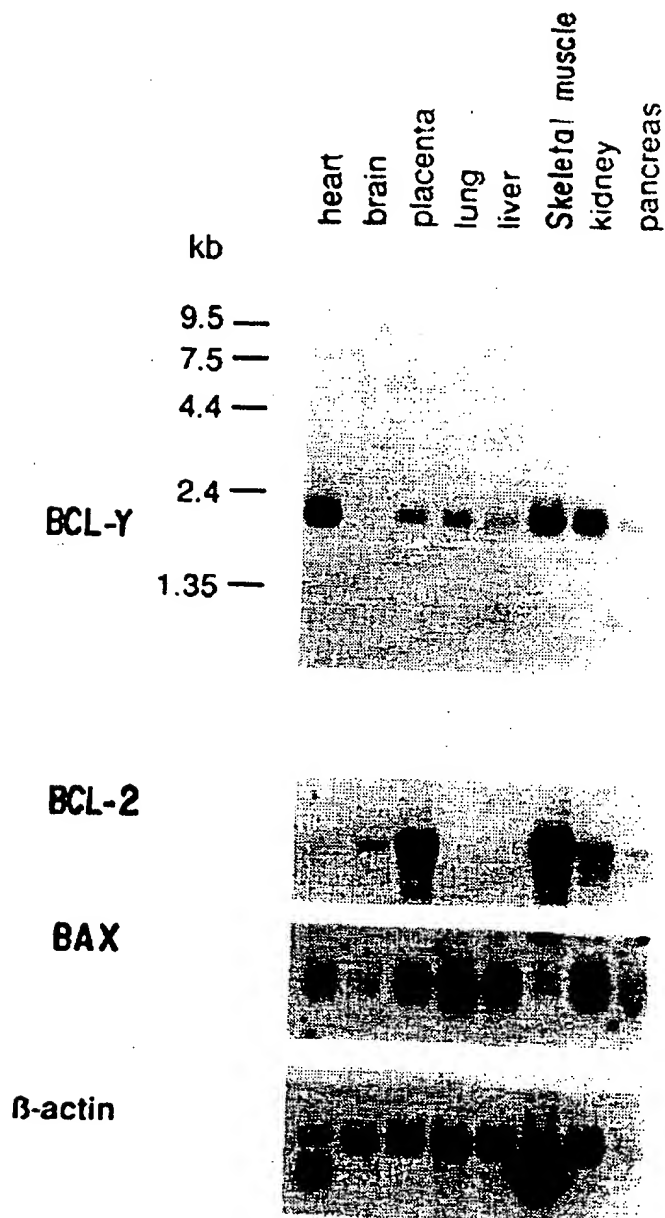 heart
brain
placenta
lung
liver
Skeletal muscle
kidney
pancreas
kb
9.5
7.5
4.4
2.4
BCL-Y
1.35
BCL-2
BAX
ß-actin